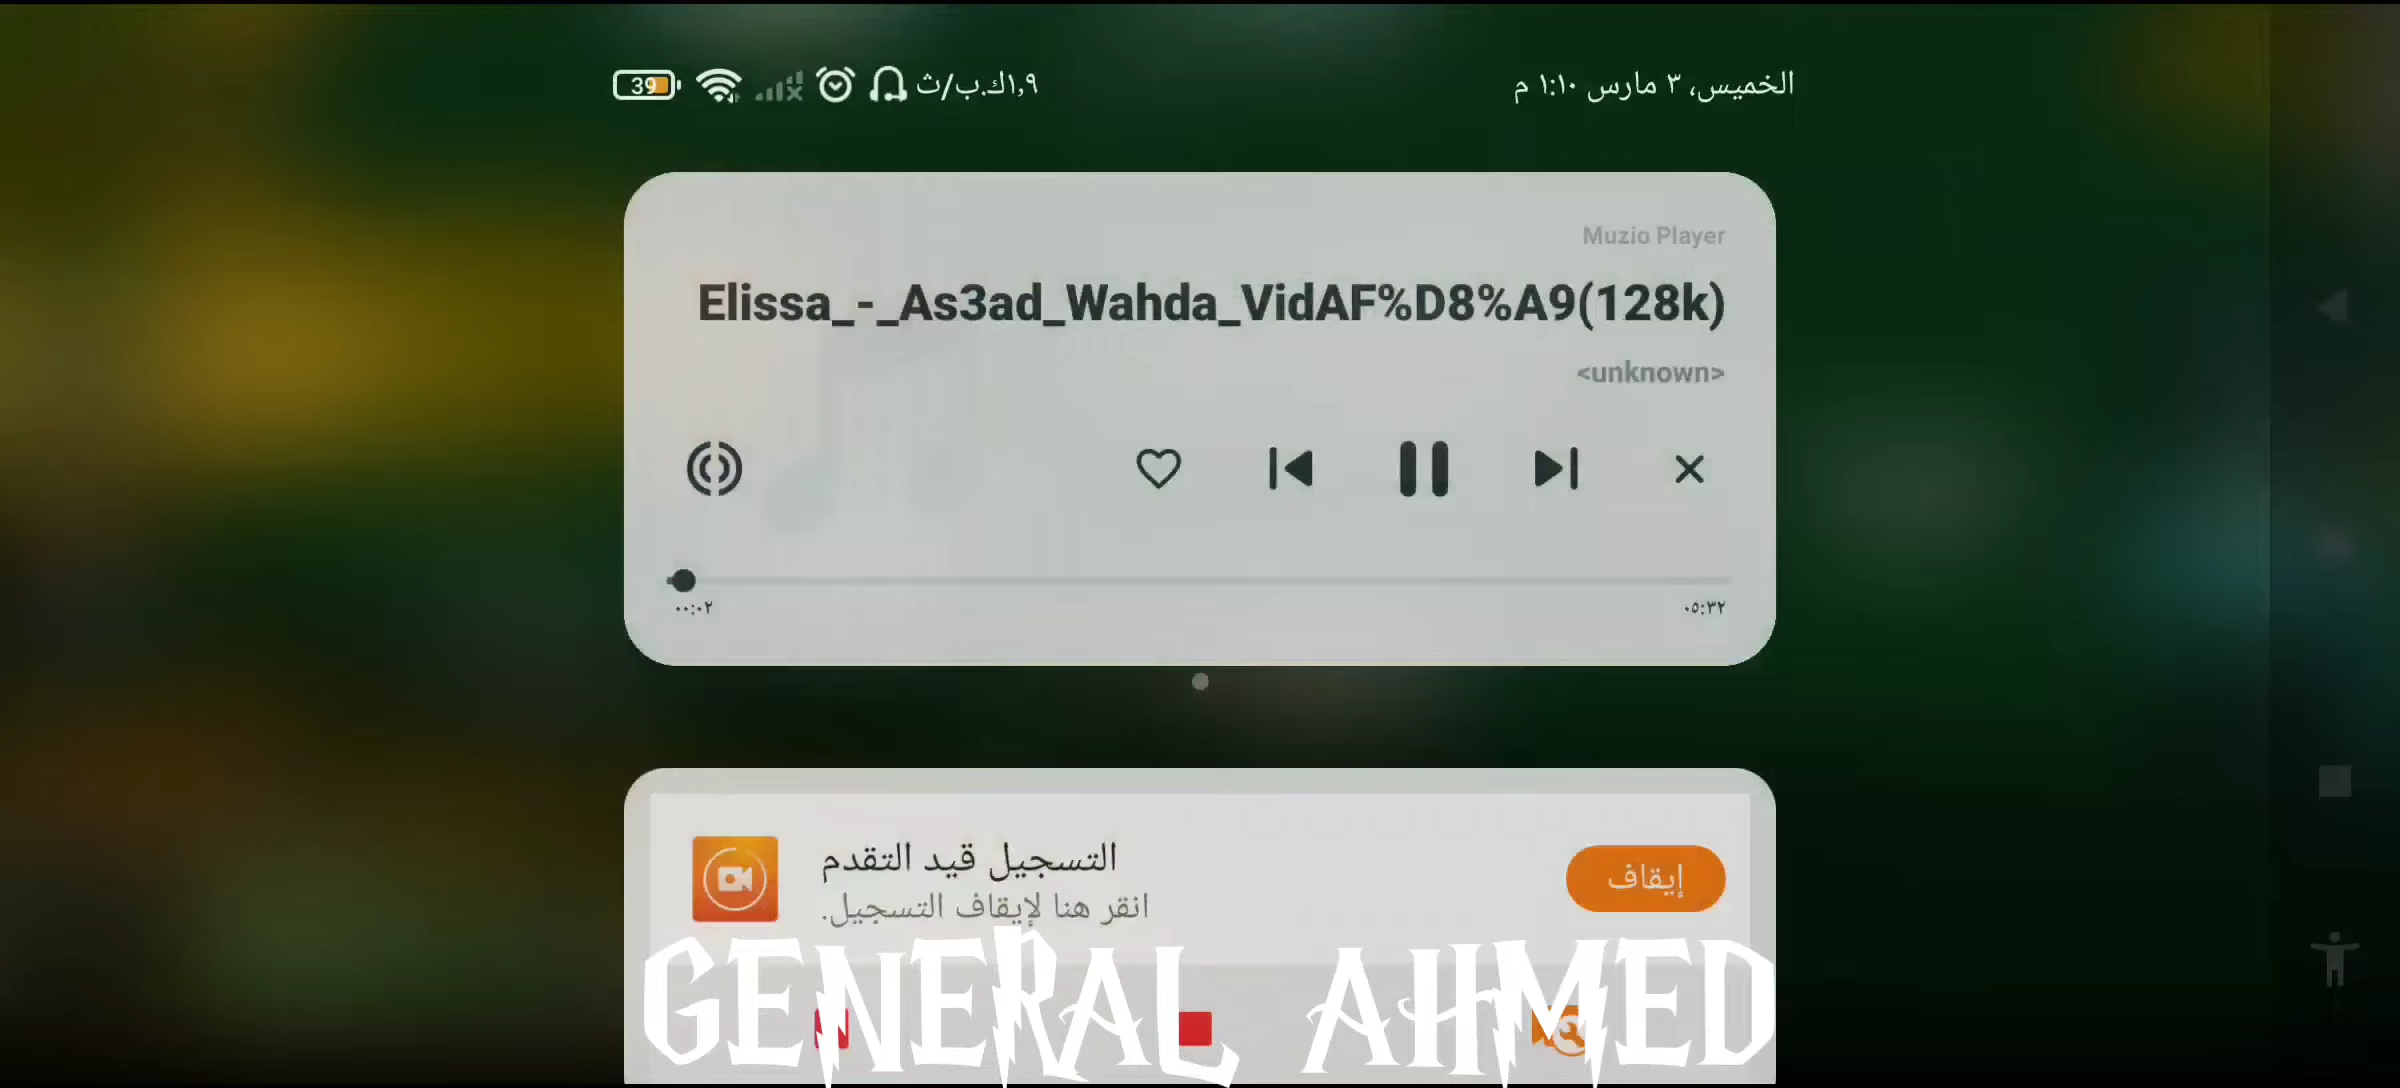 الخميس، ٣ مارس ١:١٠ م
١,٩ك.ب/ث
39
Muzio Player
Elissa_-_As3ad_Wahda_VidAF%D8%A9(128k)
<unknown>
٠٠:٠٢
٠٥:٣٢
التسجيل قيد التقدم
انقر هنا لإيقاف التسجيل.
إيقاف
GENERAL AHMED